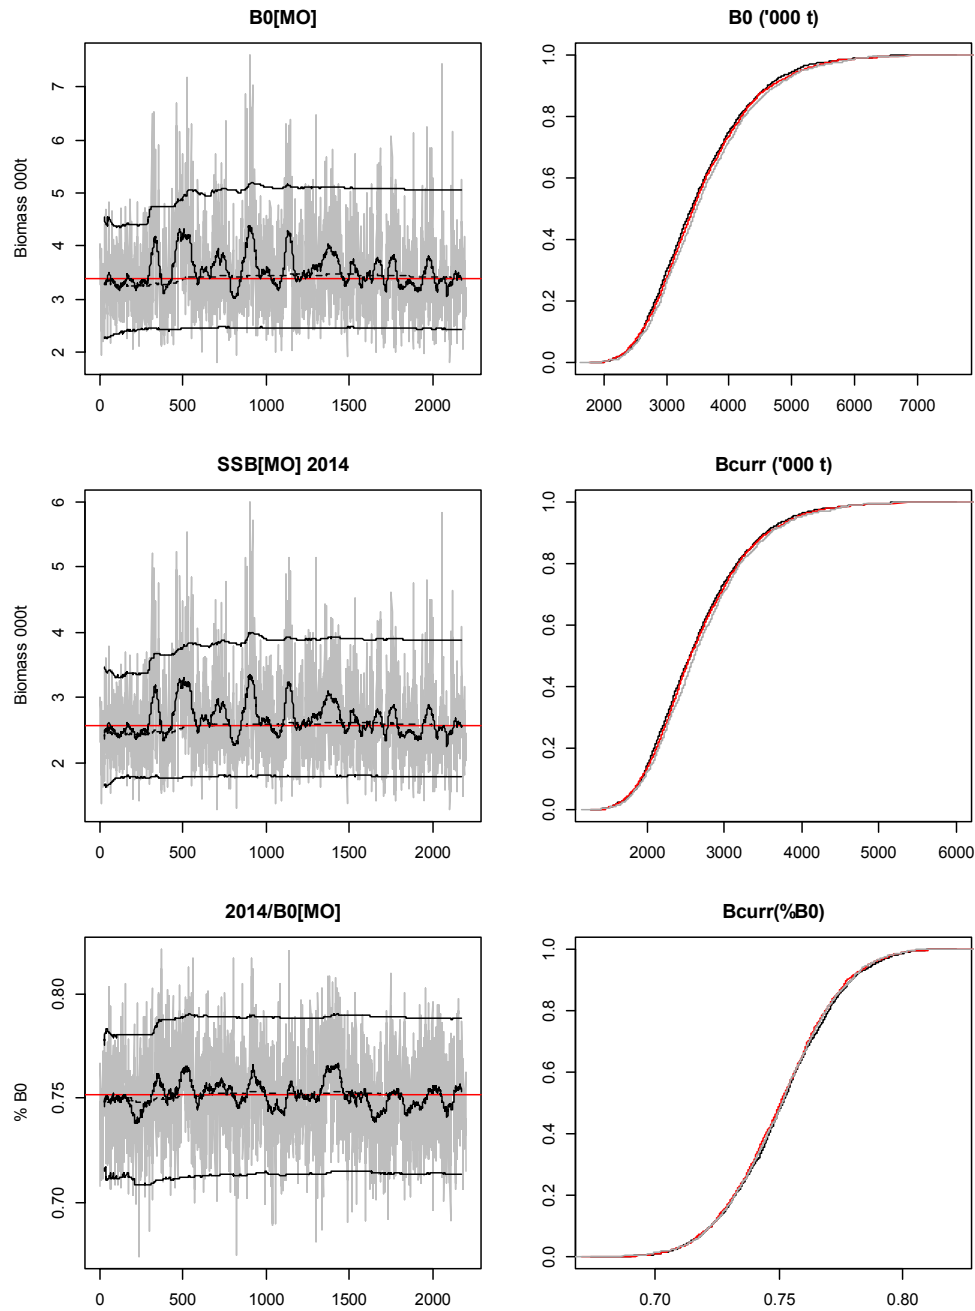 B0[MO]
Biomass 000t
7
6
5
4
3
2
0 500 1000 1500 2000
B0 ('000 t)
1.0
0.8
0.6
0.4
0.2
0.0
2000 3000 4000 5000 6000 7000
SSB[MO] 2014
Biomass 000t
6
5
4
3
2
0 500 1000 1500 2000
Bcurr ('000 t)
1.0
0.8
0.6
0.4
0.2
0.0
2000 3000 4000 5000 6000
2014/B0[MO]
% B0
0.80
0.75
0.70
0 500 1000 1500 2000
Bcurr(%B0)
1.0
0.8
0.6
0.4
0.2
0.0
0.70 0.75 0.80